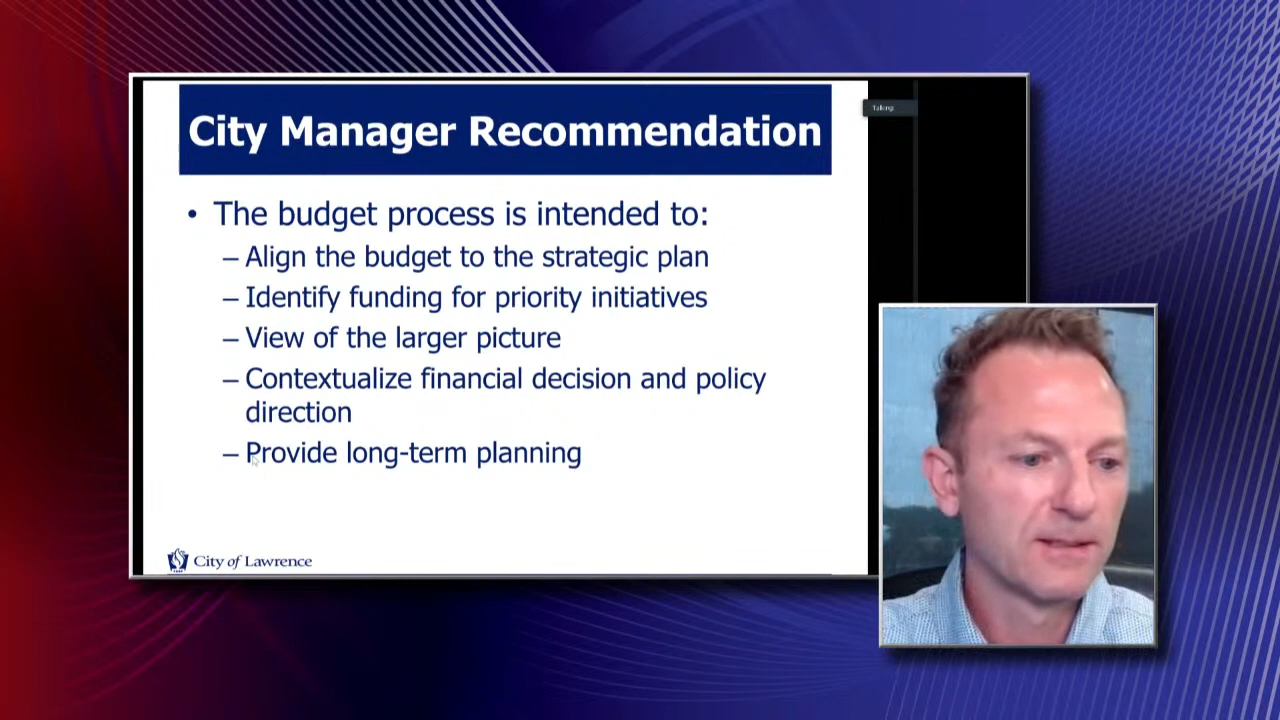 City Manager Recommendation
Talking:
• The budget process is intended to:
– Align the budget to the strategic plan
– Identify funding for priority initiatives
– View of the larger picture
– Contextualize financial decision and policy
direction
– Provide long-term planning
City of Lawrence